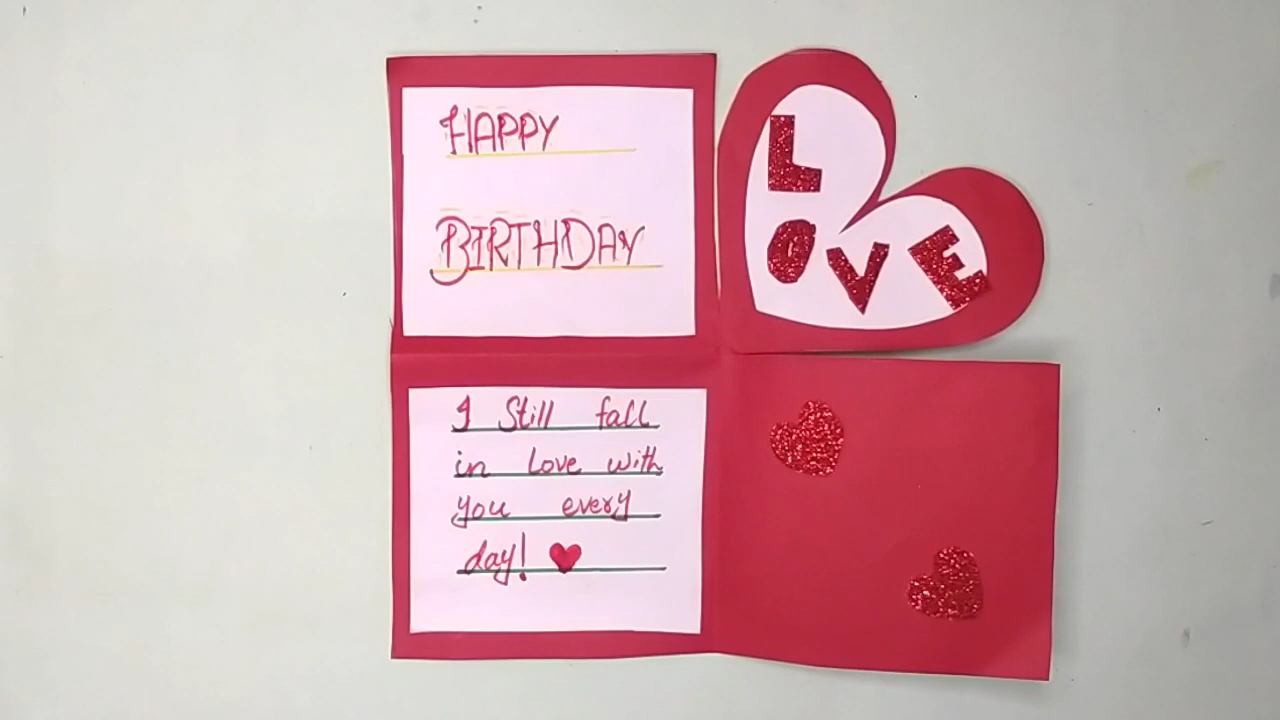 HAPPY
BIRTHDAY
LOVE
I Still fall
in love with
you every
day! ♥